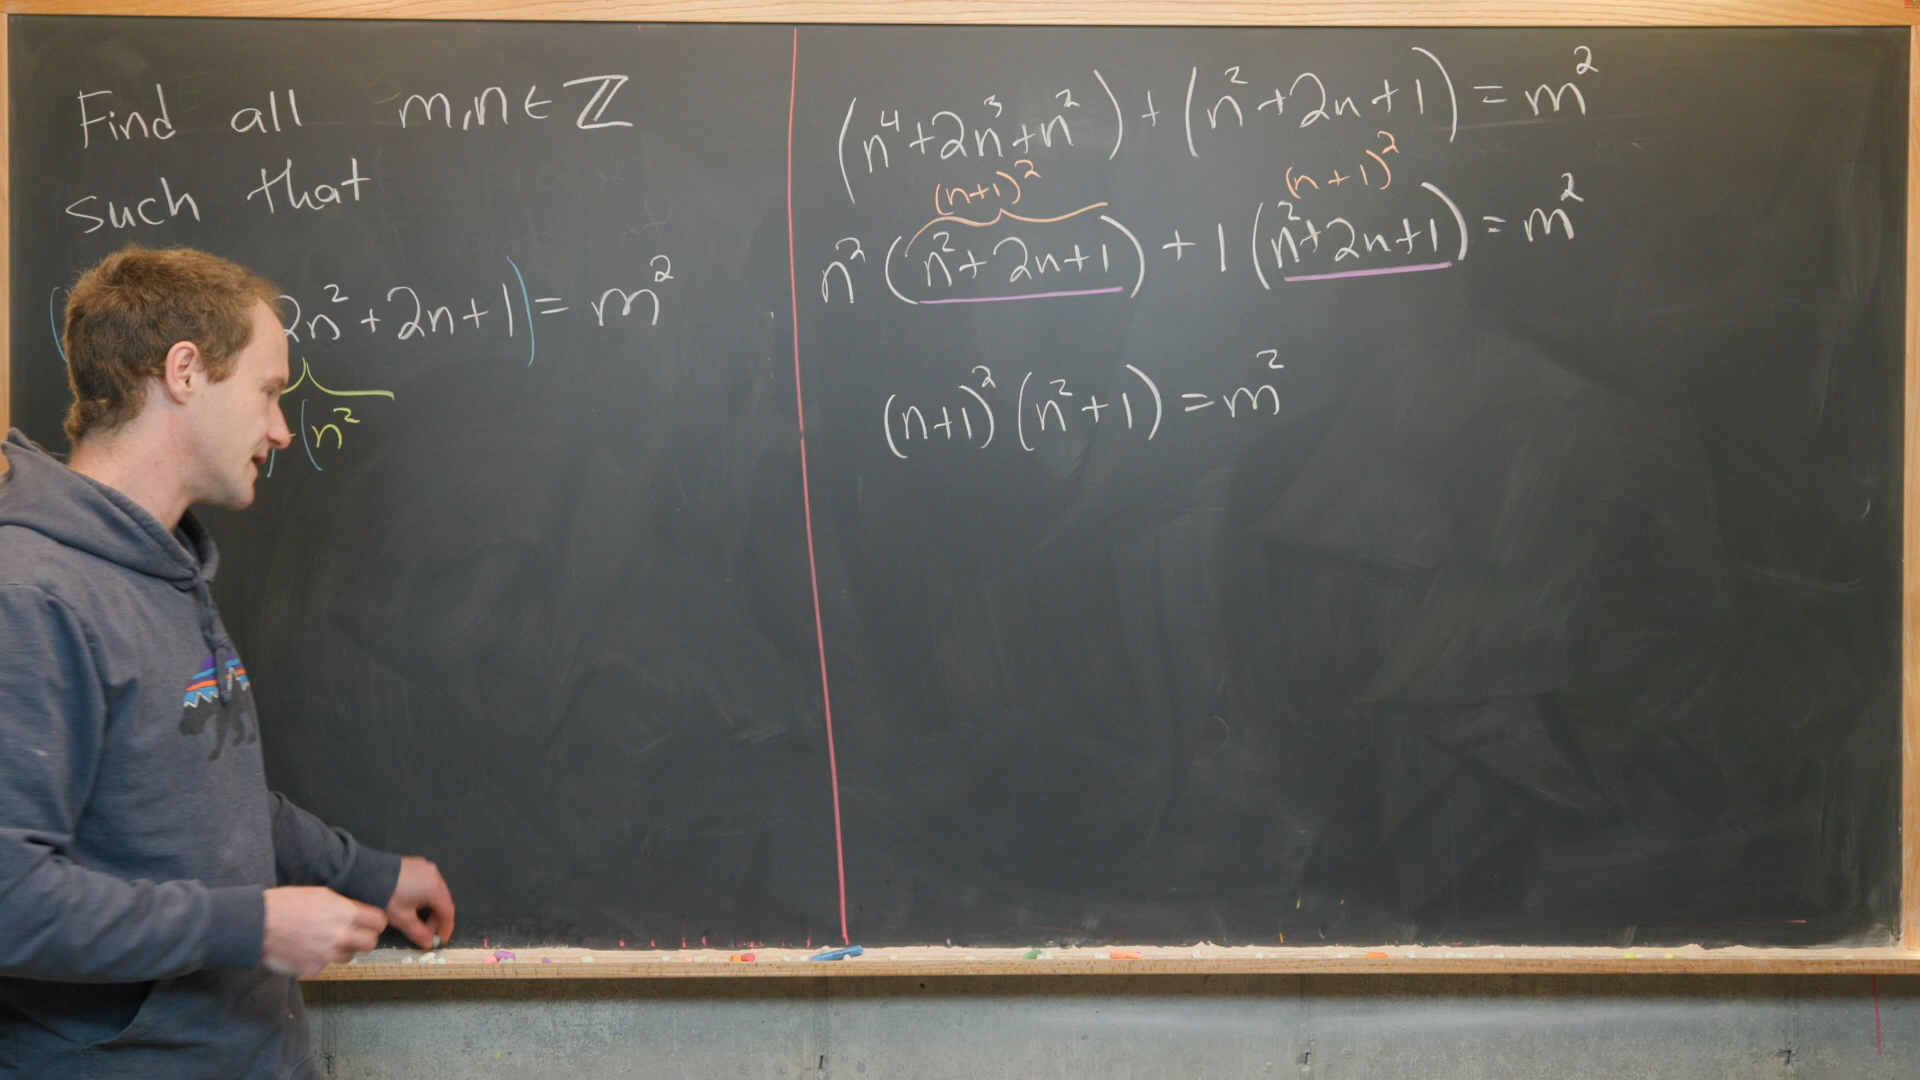 Find all m,n ∈ ℤ
such that
2n² + 2n + 1) = m²
(n²
(n⁴ + 2n³ + n²) + (n² + 2n + 1) = m²
(n+1)² (n+1)²
n² (n² + 2n + 1) + 1 (n² + 2n + 1) = m²
(n+1)² (n² + 1) = m²